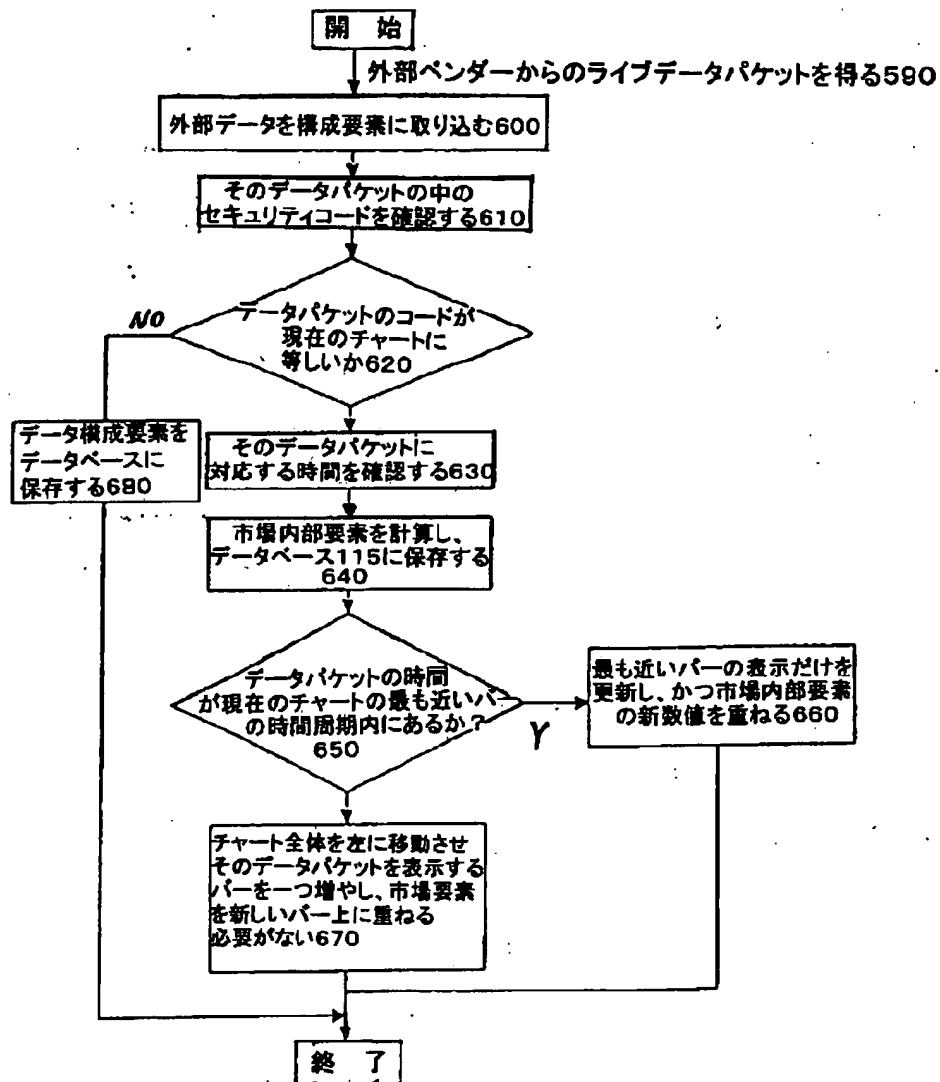 開 始
外部ペンダーからのライブデータパケットを得る590
外部データを構成要素に取り込む600
そのデータパケットの中の
セキュリティコードを確認する610
データパケットのコードが
現在のチャートに
等しいか620
NO
データ構成要素を
データベースに
保存する680
そのデータパケットに
対応する時間を確認する630
市場内部要素を計算し、
データベース115に保存する
640
データパケットの時間
が現在のチャートの最も近いバー
の時間周期内にあるか?
650
Y
最も近いバーの表示だけを
更新し、かつ市場内部要素
の新数値を重ねる660
チャート全体を左に移動させ
そのデータパケットを表示する
バーを一つ増やし、市場要素
を新しいバー上に重ねる
必要がない670
終 了